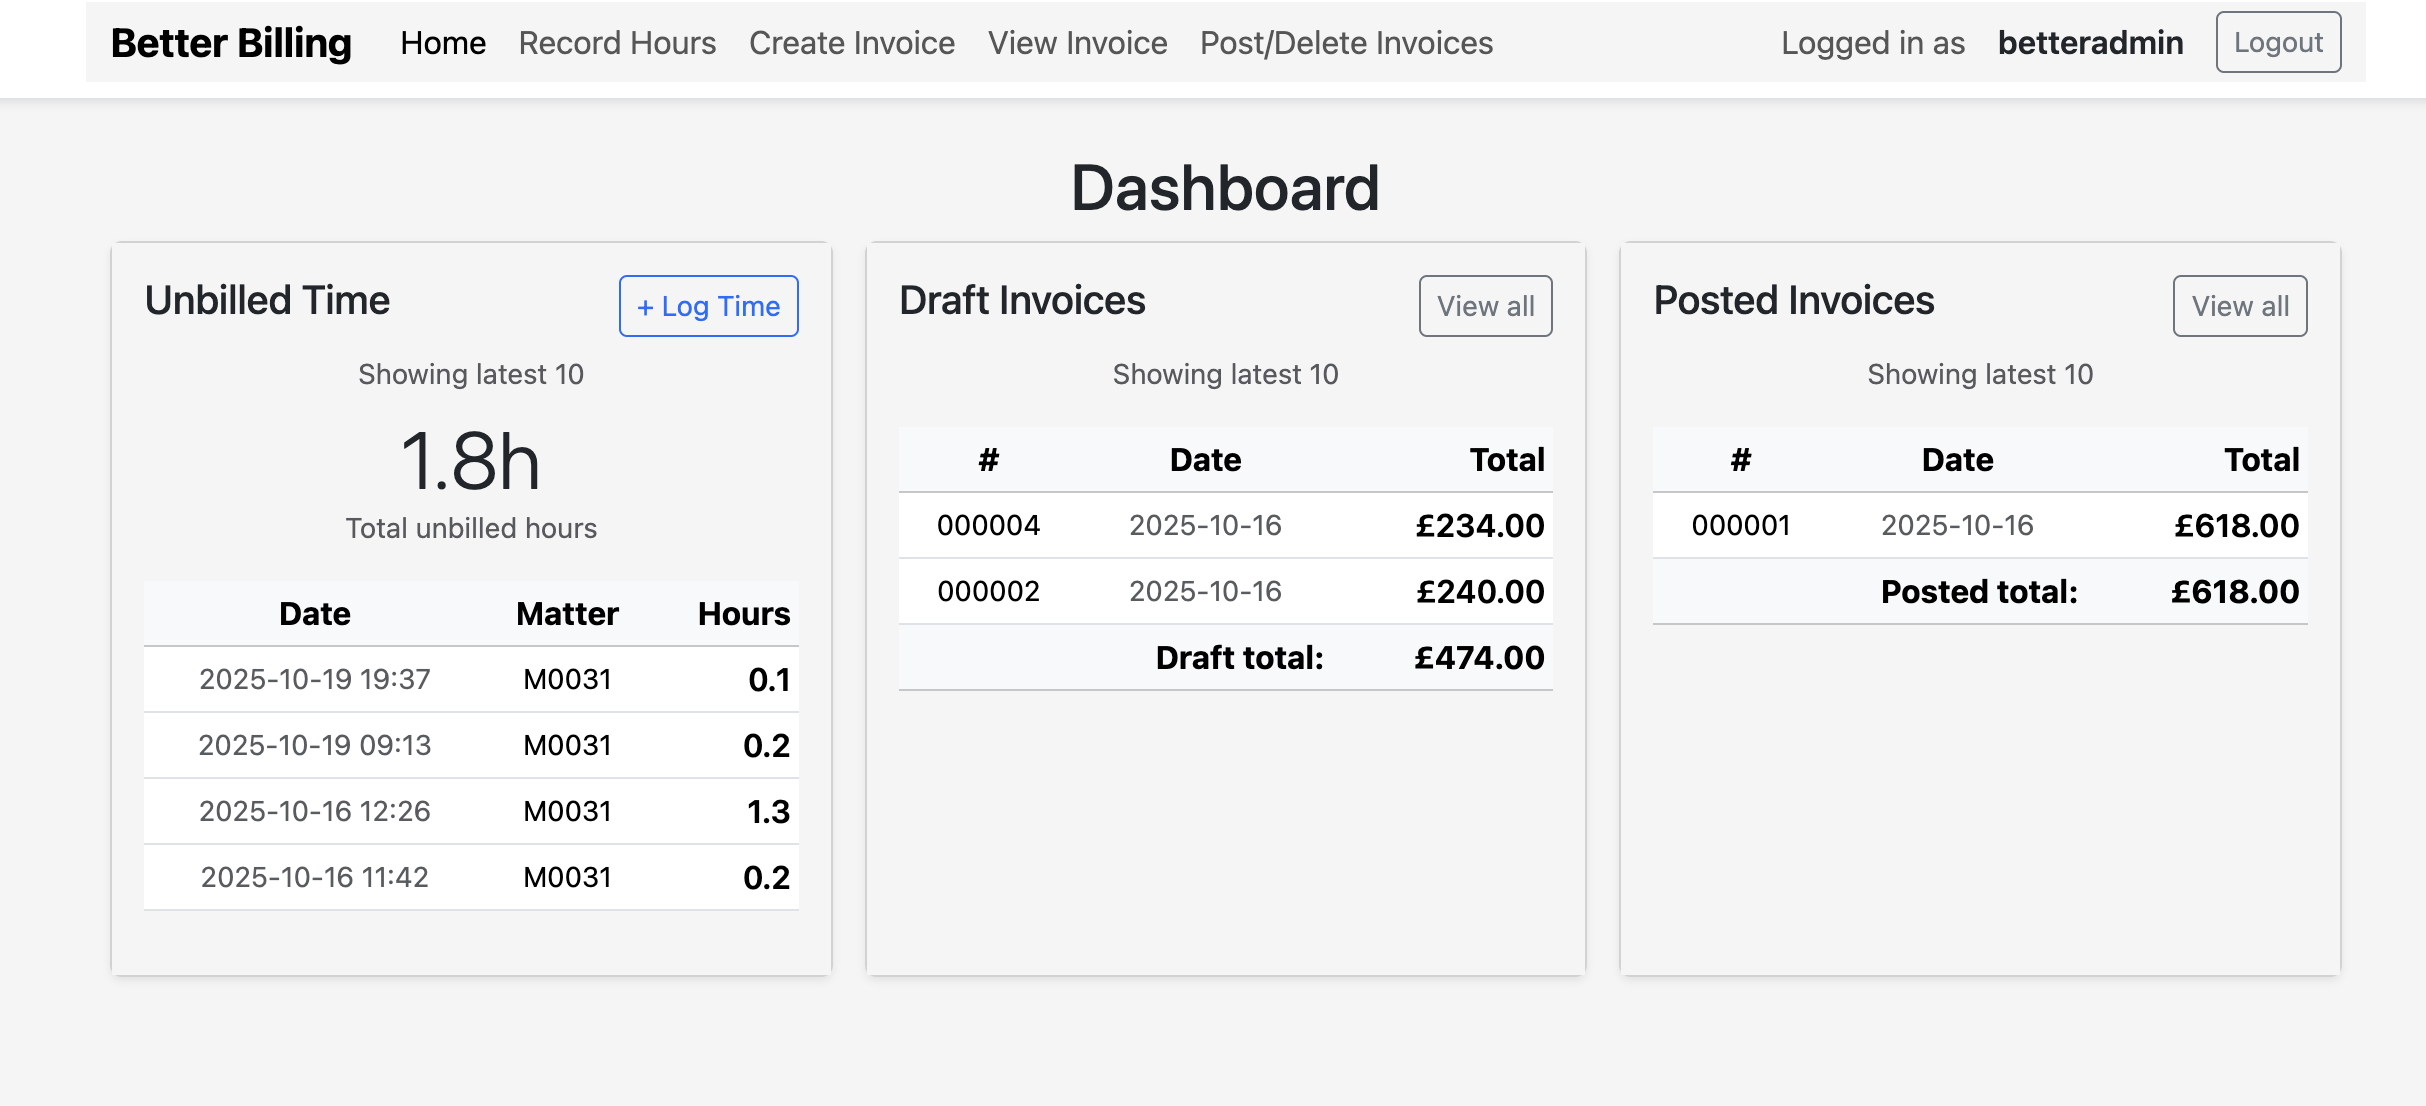 Better Billing Home Record Hours Create Invoice View Invoice Post/Delete Invoices Logged in as betteradmin Logout
Dashboard
Unbilled Time + Log Time
Showing latest 10
1.8h
Total unbilled hours
Date Matter Hours
2025-10-19 19:37 M0031 0.1
2025-10-19 09:13 M0031 0.2
2025-10-16 12:26 M0031 1.3
2025-10-16 11:42 M0031 0.2
Draft Invoices View all
Showing latest 10
# Date Total
000004 2025-10-16 £234.00
000002 2025-10-16 £240.00
Draft total: £474.00
Posted Invoices View all
Showing latest 10
# Date Total
000001 2025-10-16 £618.00
Posted total: £618.00